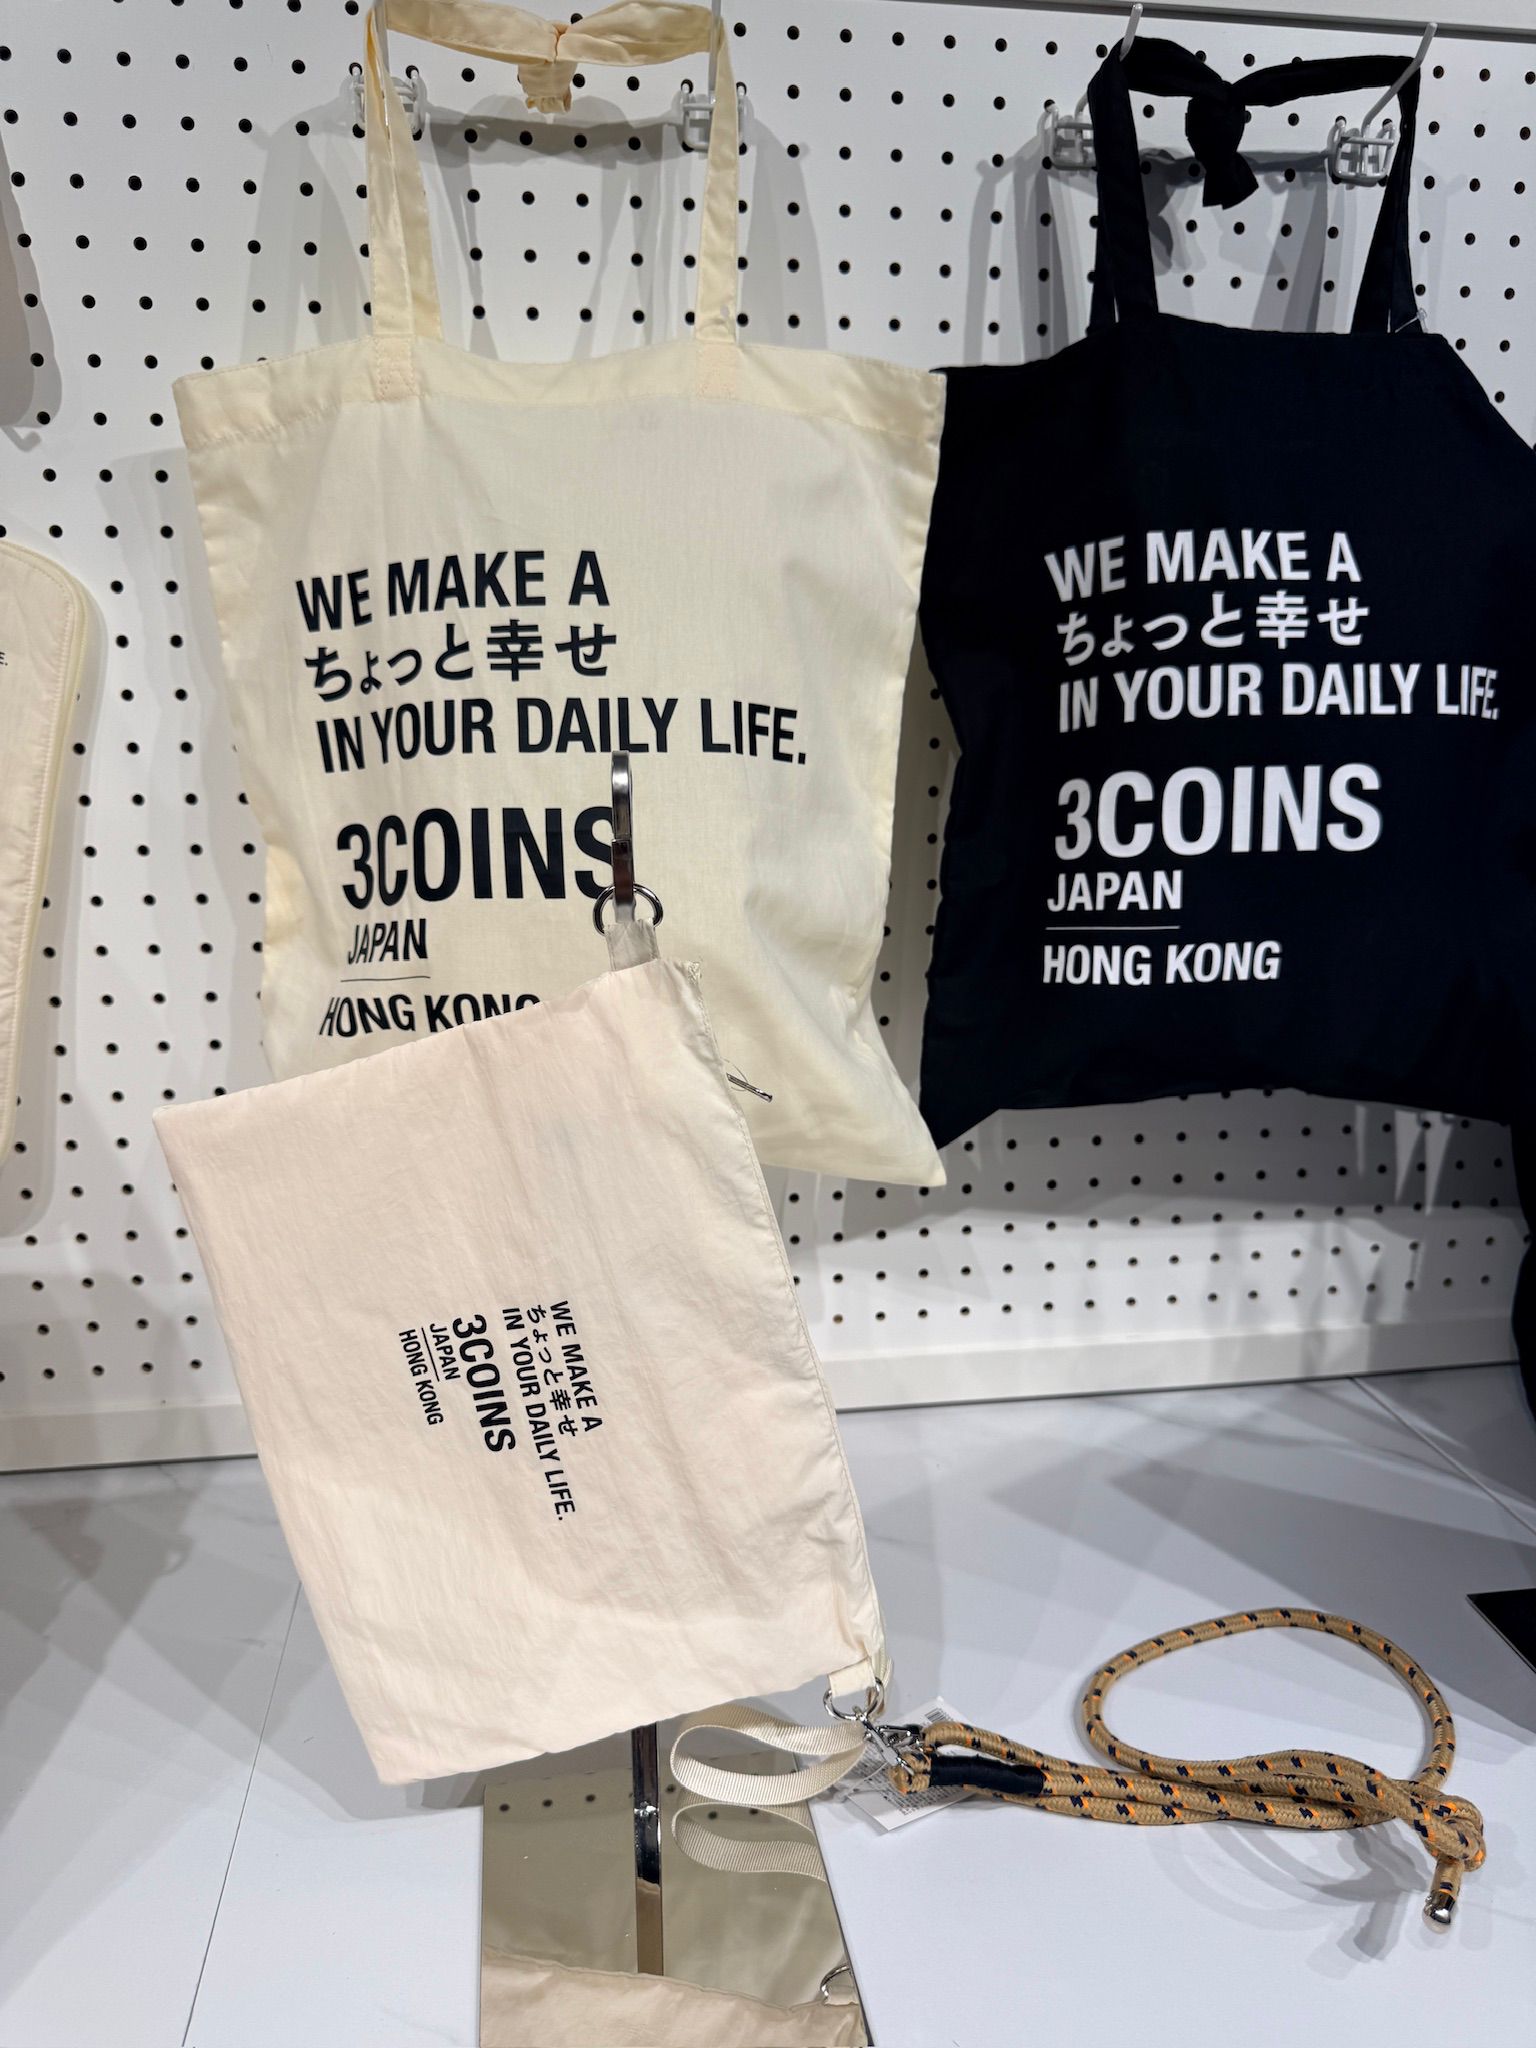 WE MAKE A
ちょっと幸せ
IN YOUR DAILY LIFE.
3COINS
JAPAN
HONG KONG
WE MAKE A
ちょっと幸せ
IN YOUR DAILY LIFE.
3COINS
JAPAN
HONG KONG
WE MAKE A
ちょっと幸せ
IN YOUR DAILY LIFE.
3COINS
JAPAN
HONG KONG